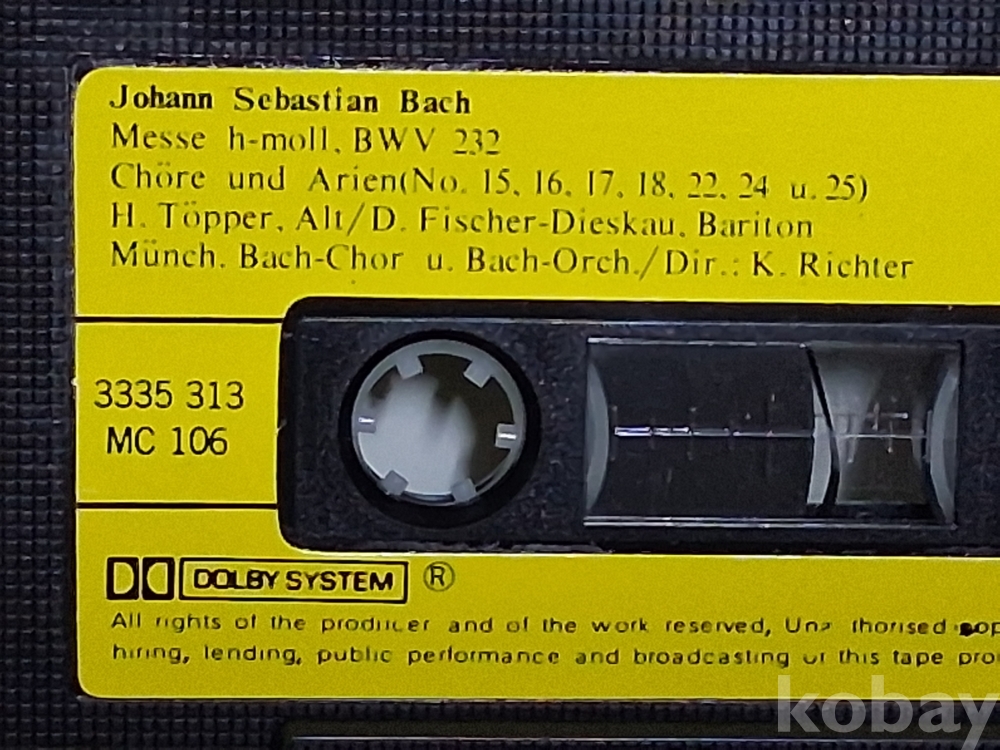 Johann Sebastian Bach
Messe h-moll, BWV 232
Chöre und Arien(No. 15, 16, 17, 18, 22, 24 u. 25)
H. Töpper, Alt/D. Fischer-Dieskau, Bariton
Münch. Bach-Chor u. Bach-Orch./Dir.: K. Richter
3335 313
MC 106
DOLBY SYSTEM ®
All rights of the producer and of the work reserved,
hiring, lending, public performance and broadcasting of this tape
kobay